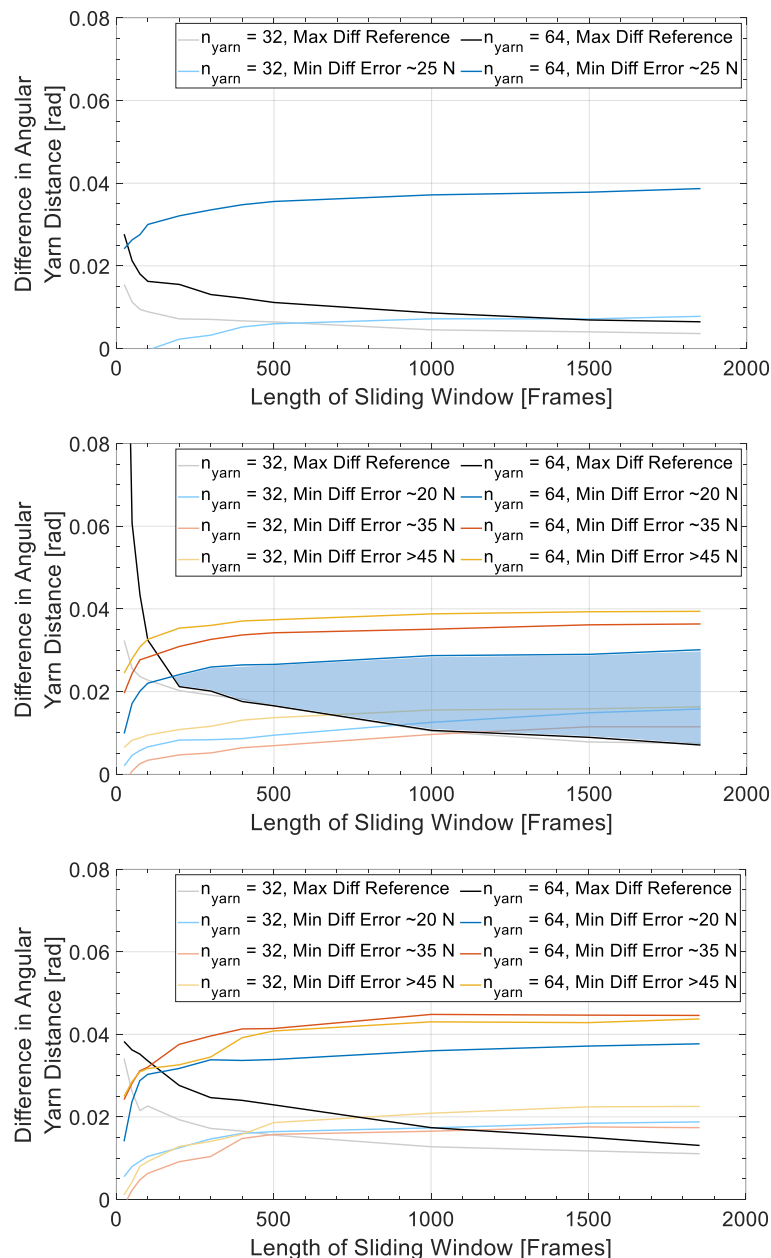 0.08
0.06
0.04
0.02
0
Difference in Angular
Yarn Distance [rad]
n_yarn = 32, Max Diff Reference
n_yarn = 64, Max Diff Reference
n_yarn = 32, Min Diff Error ~25 N
n_yarn = 64, Min Diff Error ~25 N
0 500 1000 1500 2000
Length of Sliding Window [Frames]
0.08
0.06
0.04
0.02
0
Difference in Angular
Yarn Distance [rad]
n_yarn = 32, Max Diff Reference
n_yarn = 64, Max Diff Reference
n_yarn = 32, Min Diff Error ~20 N
n_yarn = 64, Min Diff Error ~20 N
n_yarn = 32, Min Diff Error ~35 N
n_yarn = 64, Min Diff Error ~35 N
n_yarn = 32, Min Diff Error >45 N
n_yarn = 64, Min Diff Error >45 N
0 500 1000 1500 2000
Length of Sliding Window [Frames]
0.08
0.06
0.04
0.02
0
Difference in Angular
Yarn Distance [rad]
n_yarn = 32, Max Diff Reference
n_yarn = 64, Max Diff Reference
n_yarn = 32, Min Diff Error ~20 N
n_yarn = 64, Min Diff Error ~20 N
n_yarn = 32, Min Diff Error ~35 N
n_yarn = 64, Min Diff Error ~35 N
n_yarn = 32, Min Diff Error >45 N
n_yarn = 64, Min Diff Error >45 N
0 500 1000 1500 2000
Length of Sliding Window [Frames]